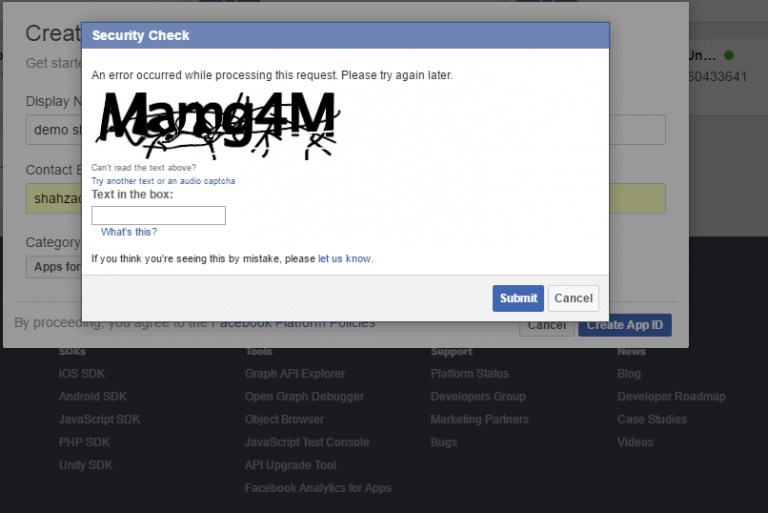 Creat
Get starte
Display N
demo sl
Contact E
shahzad
Category
Apps for
Security Check
An error occurred while processing this request. Please try again later.
Mamg4M
Can't read the text above?
Try another text or an audio captcha
Text in the box:
What's this?
If you think you're seeing this by mistake, please let us know.
Submit Cancel
Un...
60433641
By proceeding, you agree to the Facebook Platform Policies
Cancel Create App ID
SDKs
iOS SDK
Android SDK
JavaScript SDK
PHP SDK
Unity SDK
Tools
Graph API Explorer
Open Graph Debugger
Object Browser
JavaScript Test Console
API Upgrade Tool
Facebook Analytics for Apps
Support
Platform Status
Developers Group
Marketing Partners
Bugs
News
Blog
Developer Roadmap
Case Studies
Videos